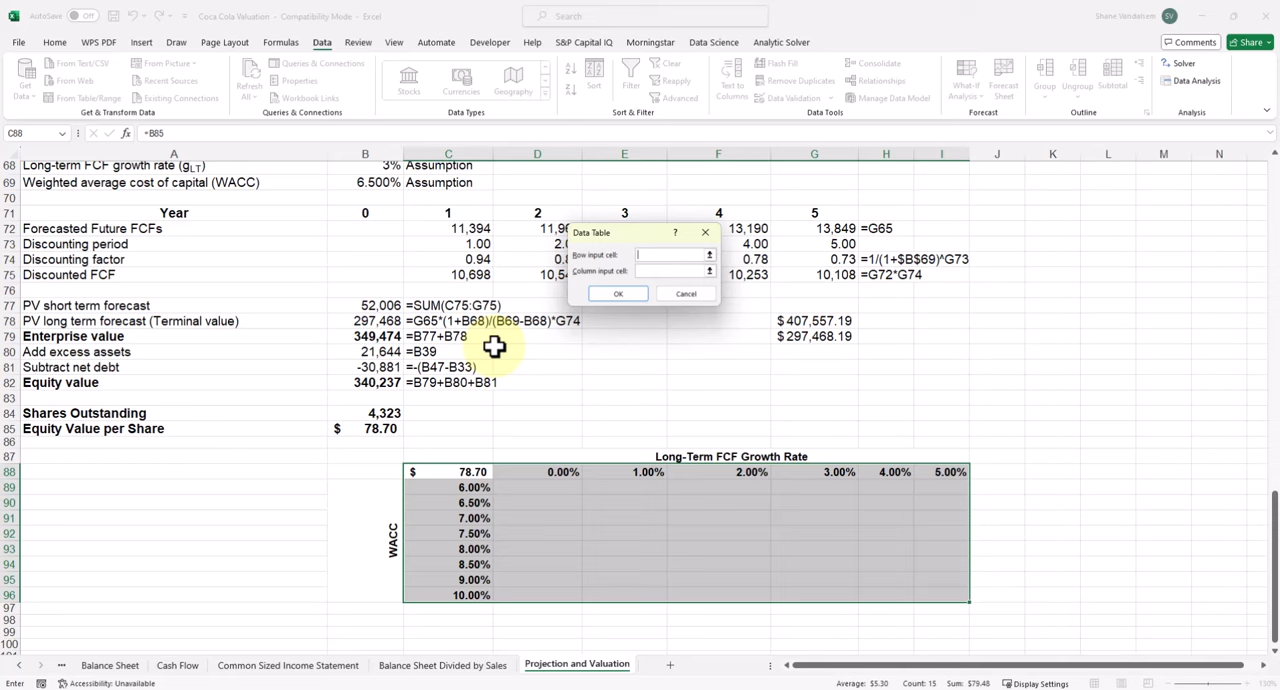 AutoSave Off Coca Cola Valuation - Compatibility Mode - Excel Search Shane Vandalsem SV
File Home WPS PDF Insert Draw Page Layout Formulas Data Review View Automate Developer Help S&P Capital IQ Morningstar Data Science Analytic Solver Comments Share
From Text/CSV From Picture Queries & Connections Clear Flash Fill Consolidate Solver
Get Data From Web Recent Sources Refresh All Properties Stocks Currencies Geography Sort Filter Reapply Text to Columns Remove Duplicates Relationships What-If Analysis Forecast Sheet Group Ungroup Subtotal Data Analysis
From Table/Range Existing Connections Workbook Links Advanced Data Validation Manage Data Model
Get & Transform Data Queries & Connections Data Types Sort & Filter Data Tools Forecast Outline Analysis
C88 fx =B85
A B C D E F G H I J K L M N
68 Long-term FCF growth rate (gLT) 3% Assumption
69 Weighted average cost of capital (WACC) 6.500% Assumption
70
71 Year 0 1 2 3 4 5
72 Forecasted Future FCFs 11,394 11,9 13,190 13,849 =G65
73 Discounting period 1.00 2.0 4.00 5.00
74 Discounting factor 0.94 0.8 0.78 0.73 =1/(1+$B$69)^G73
75 Discounted FCF 10,698 10,54 10,253 10,108 =G72*G74
Data Table ?
Row input cell:
Column input cell:
OK Cancel
76
77 PV short term forecast 52,006 =SUM(C75:G75)
78 PV long term forecast (Terminal value) 297,468 =G65*(1+B68)/(B69-B68)*G74 $ 407,557.19
79 Enterprise value 349,474 =B77+B78 $ 297,468.19
80 Add excess assets 21,644 =B39
81 Subtract net debt -30,881 =-(B47-B33)
82 Equity value 340,237 =B79+B80+B81
83
84 Shares Outstanding 4,323
85 Equity Value per Share $ 78.70
86
87 Long-Term FCF Growth Rate
88 $ 78.70 0.00% 1.00% 2.00% 3.00% 4.00% 5.00%
89 6.00%
90 6.50%
91 7.00%
92 WACC 7.50%
93 8.00%
94 8.50%
95 9.00%
96 10.00%
97
98
99
100
Balance Sheet Cash Flow Common Sized Income Statement Balance Sheet Divided by Sales Projection and Valuation
Enter Accessibility: Unavailable Average: $5.30 Count: 15 Sum: $79.48 Display Settings 130%